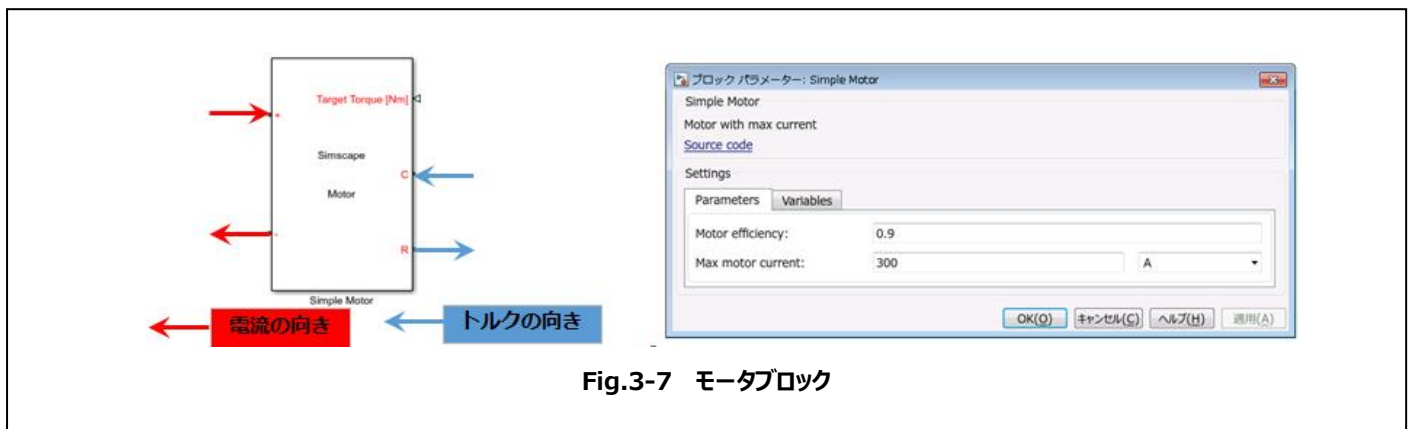 Target Torque [Nm]
+
Simscape
C
Motor
-
R
Simple Motor
電流の向き
トルクの向き
ブロック パラメーター: Simple Motor
Simple Motor
Motor with max current
Source code
Settings
Parameters Variables
Motor efficiency: 0.9
Max motor current: 300 A
OK(O) キャンセル(C) ヘルプ(H) 適用(A)
Fig.3-7 モータブロック